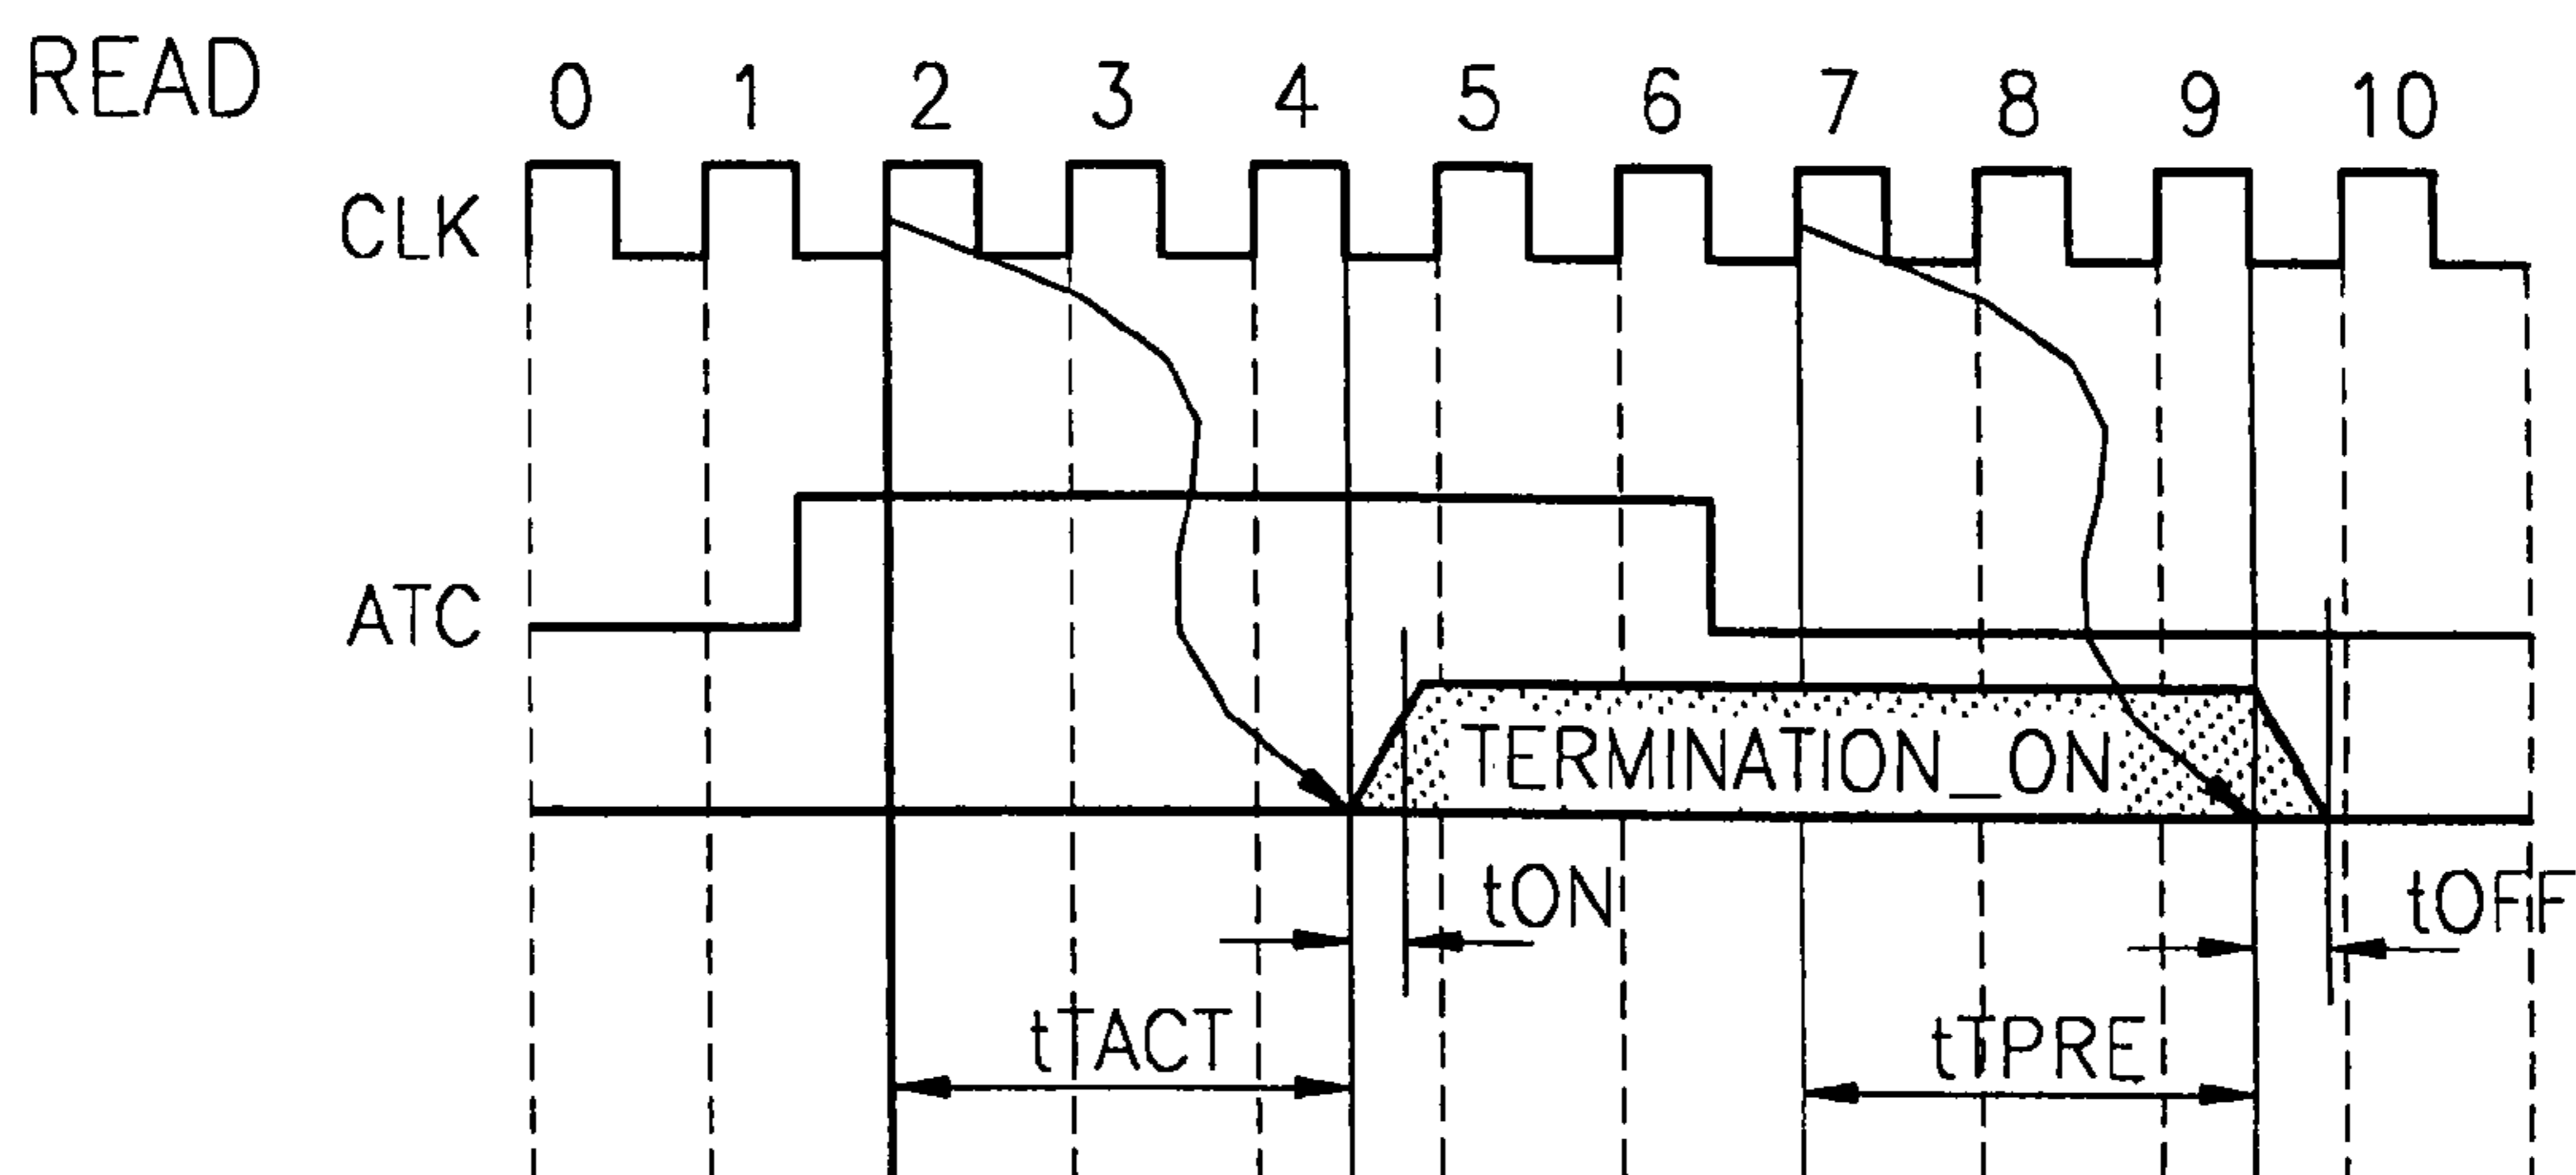 READ
0 1 2 3 4 5 6 7 8 9 10
CLK
ATC
TERMINATION_ON
tON
tOFF
tTACT
tTPRE